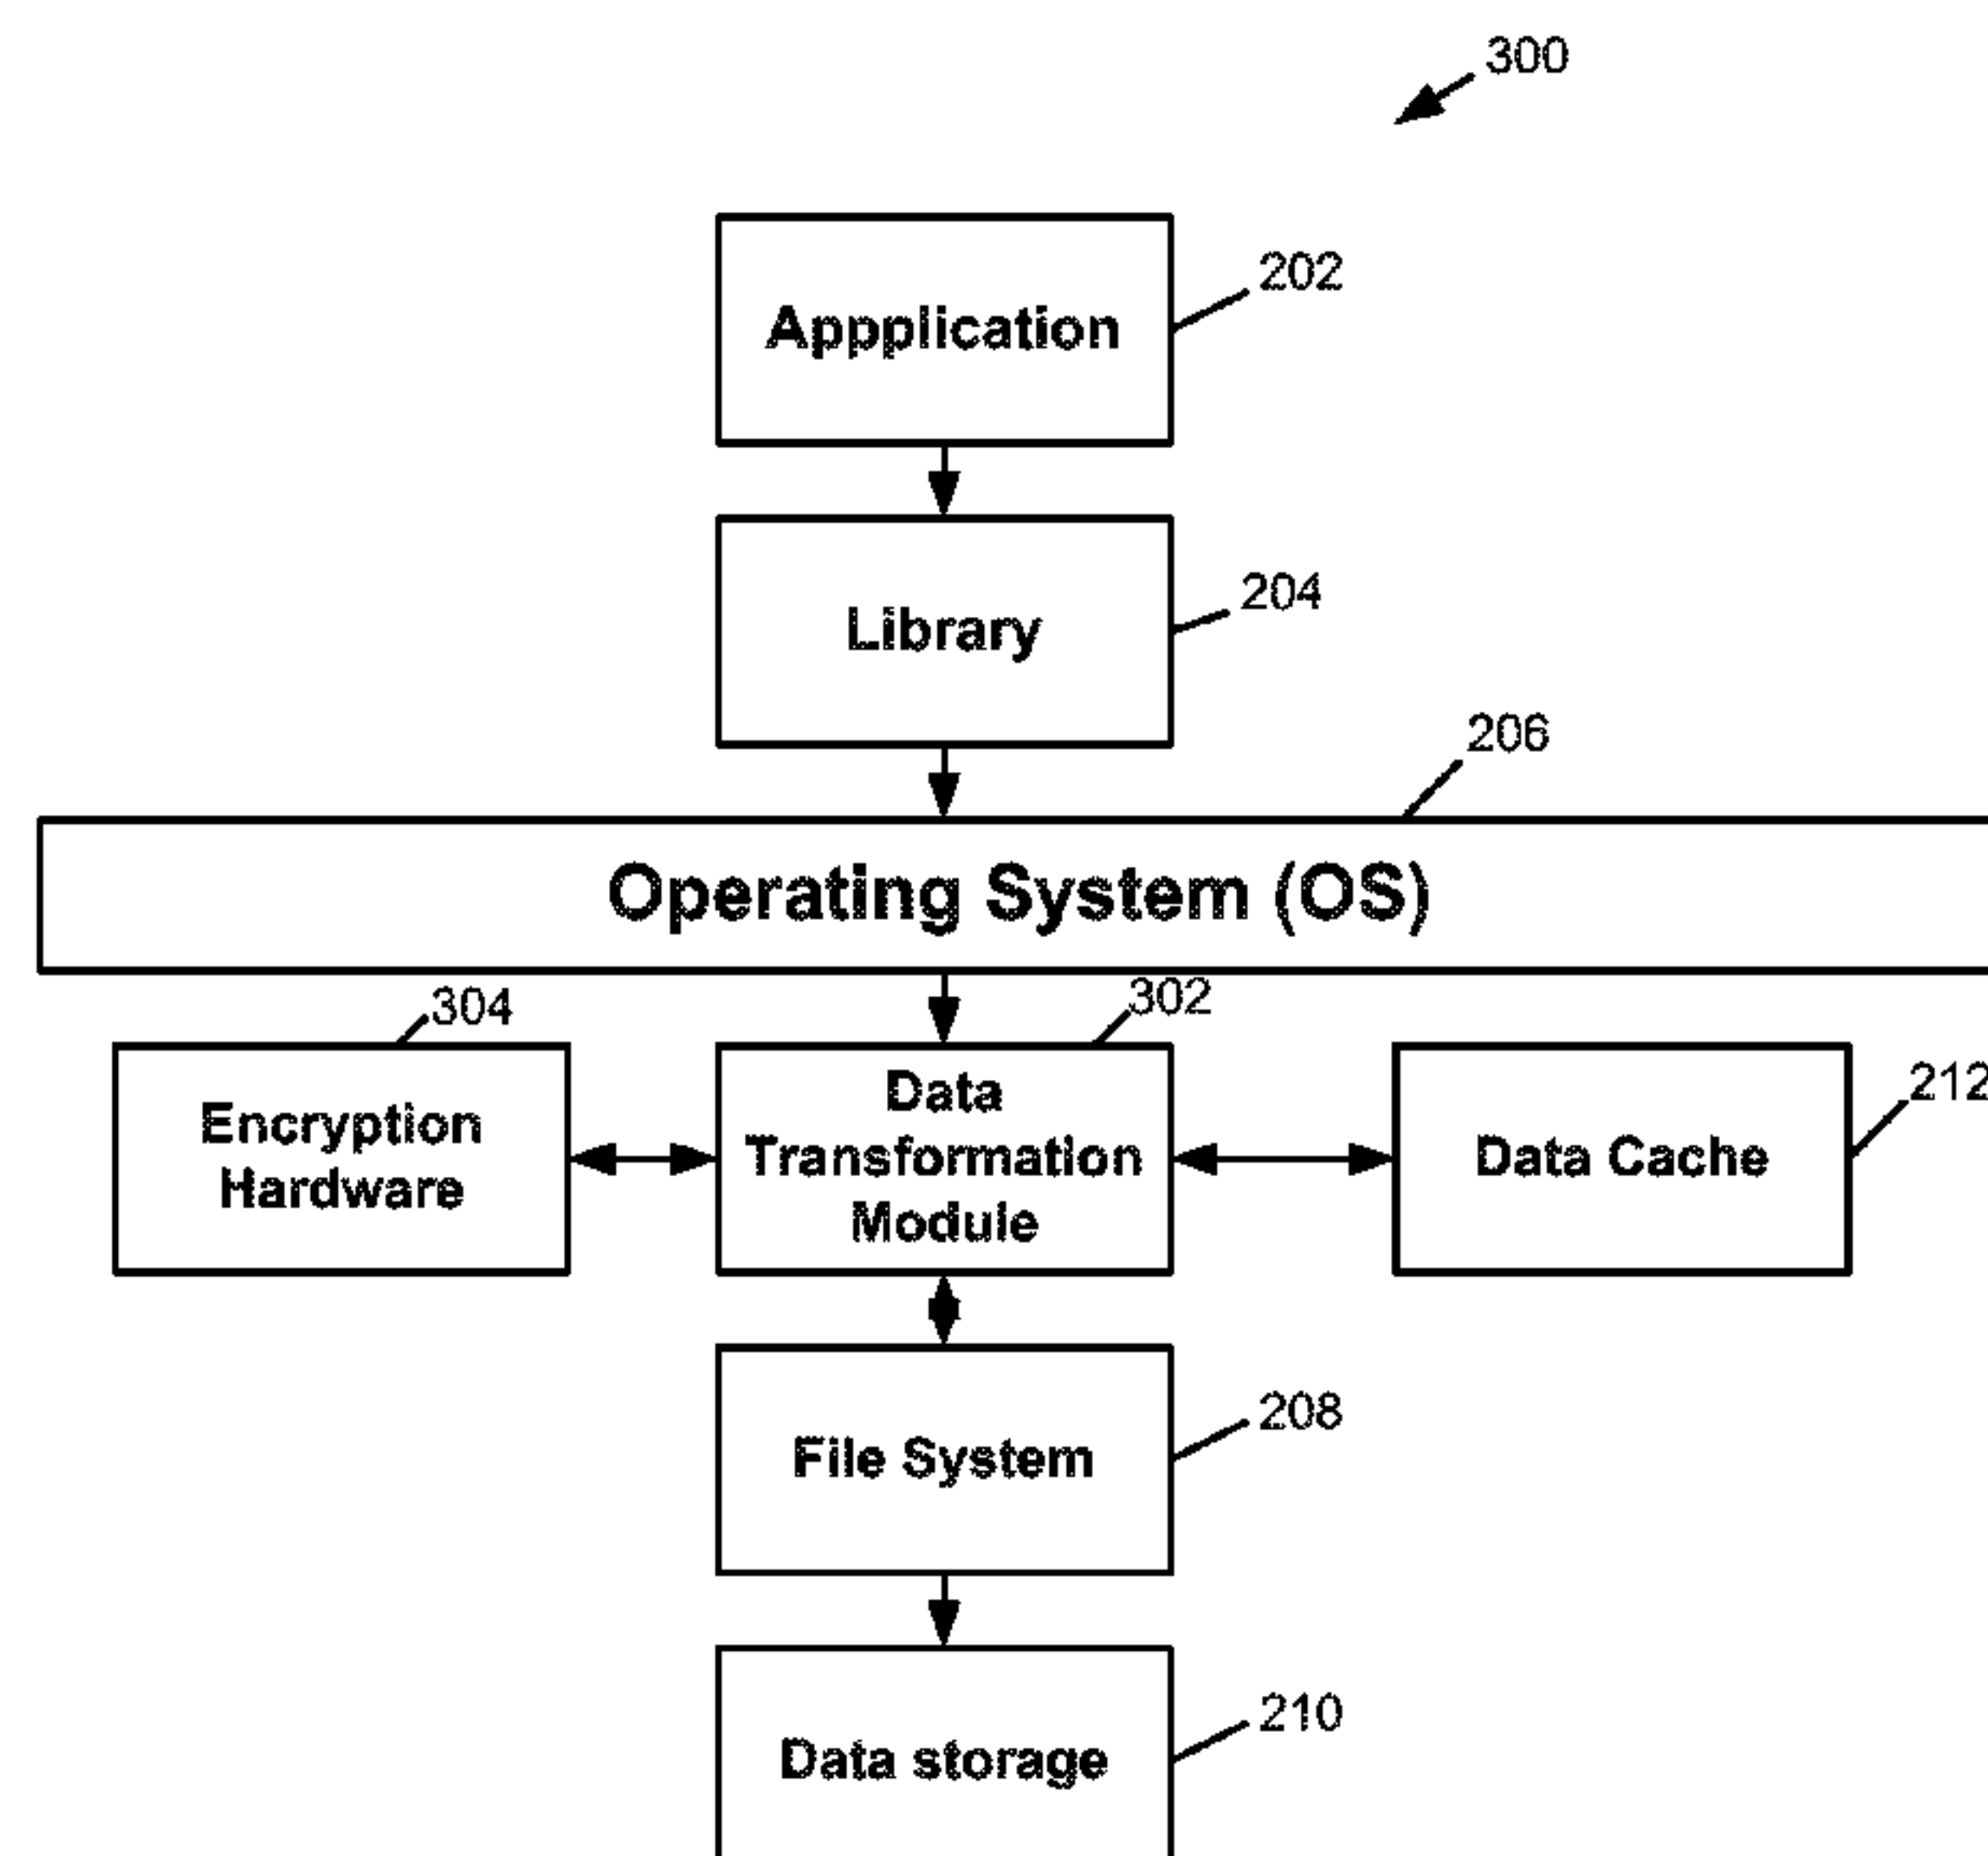 300
Appplication
202
Library
204
206
Operating System (OS)
304
302
Encryption
Hardware
Data
Transformation
Module
Data Cache
212
File System
208
Data storage
210